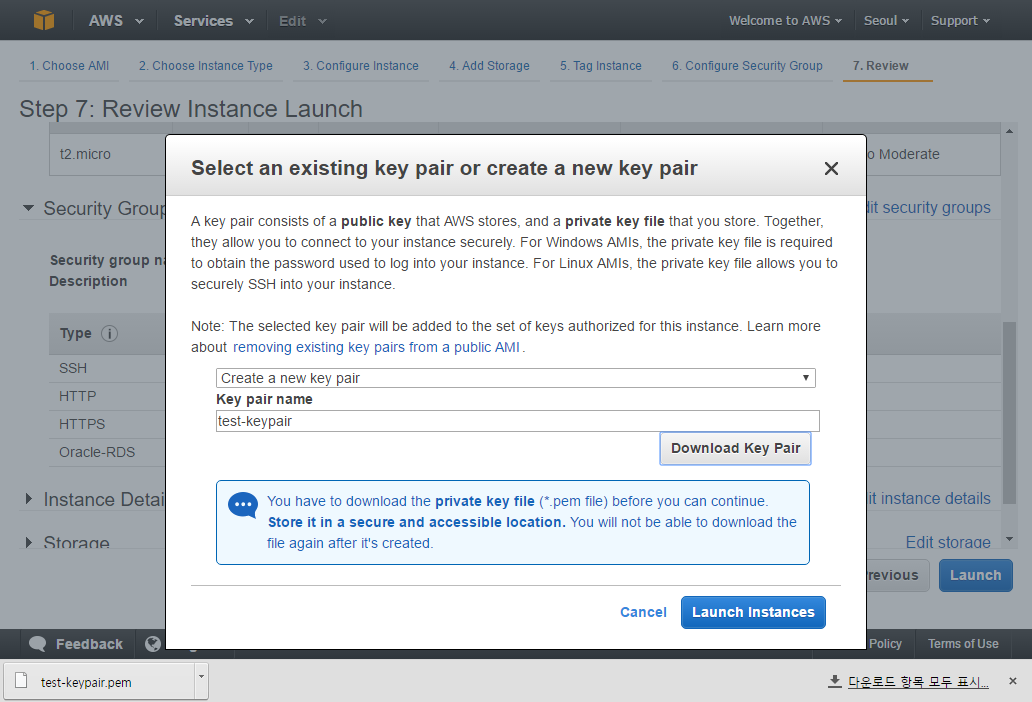 AWS Services Edit Welcome to AWS Seoul Support
1. Choose AMI 2. Choose Instance Type 3. Configure Instance 4. Add Storage 5. Tag Instance 6. Configure Security Group 7. Review
Step 7: Review Instance Launch
t2.micro Moderate
Select an existing key pair or create a new key pair
A key pair consists of a public key that AWS stores, and a private key file that you store. Together,
they allow you to connect to your instance securely. For Windows AMIs, the private key file is required
to obtain the password used to log into your instance. For Linux AMIs, the private key file allows you to
securely SSH into your instance.
Note: The selected key pair will be added to the set of keys authorized for this instance. Learn more
about removing existing key pairs from a public AMI.
Create a new key pair
Key pair name
test-keypair
Download Key Pair
You have to download the private key file (*.pem file) before you can continue.
Store it in a secure and accessible location. You will not be able to download the
file again after it's created.
Cancel Launch Instances
Security Group
security groups
Security group
Description
Type i
SSH
HTTP
HTTPS
Oracle-RDS
Instance
instance details
Storage Edit storage
Launch
Feedback Policy Terms of Use
test-keypair.pem 다운로드 항목 모두 표시...